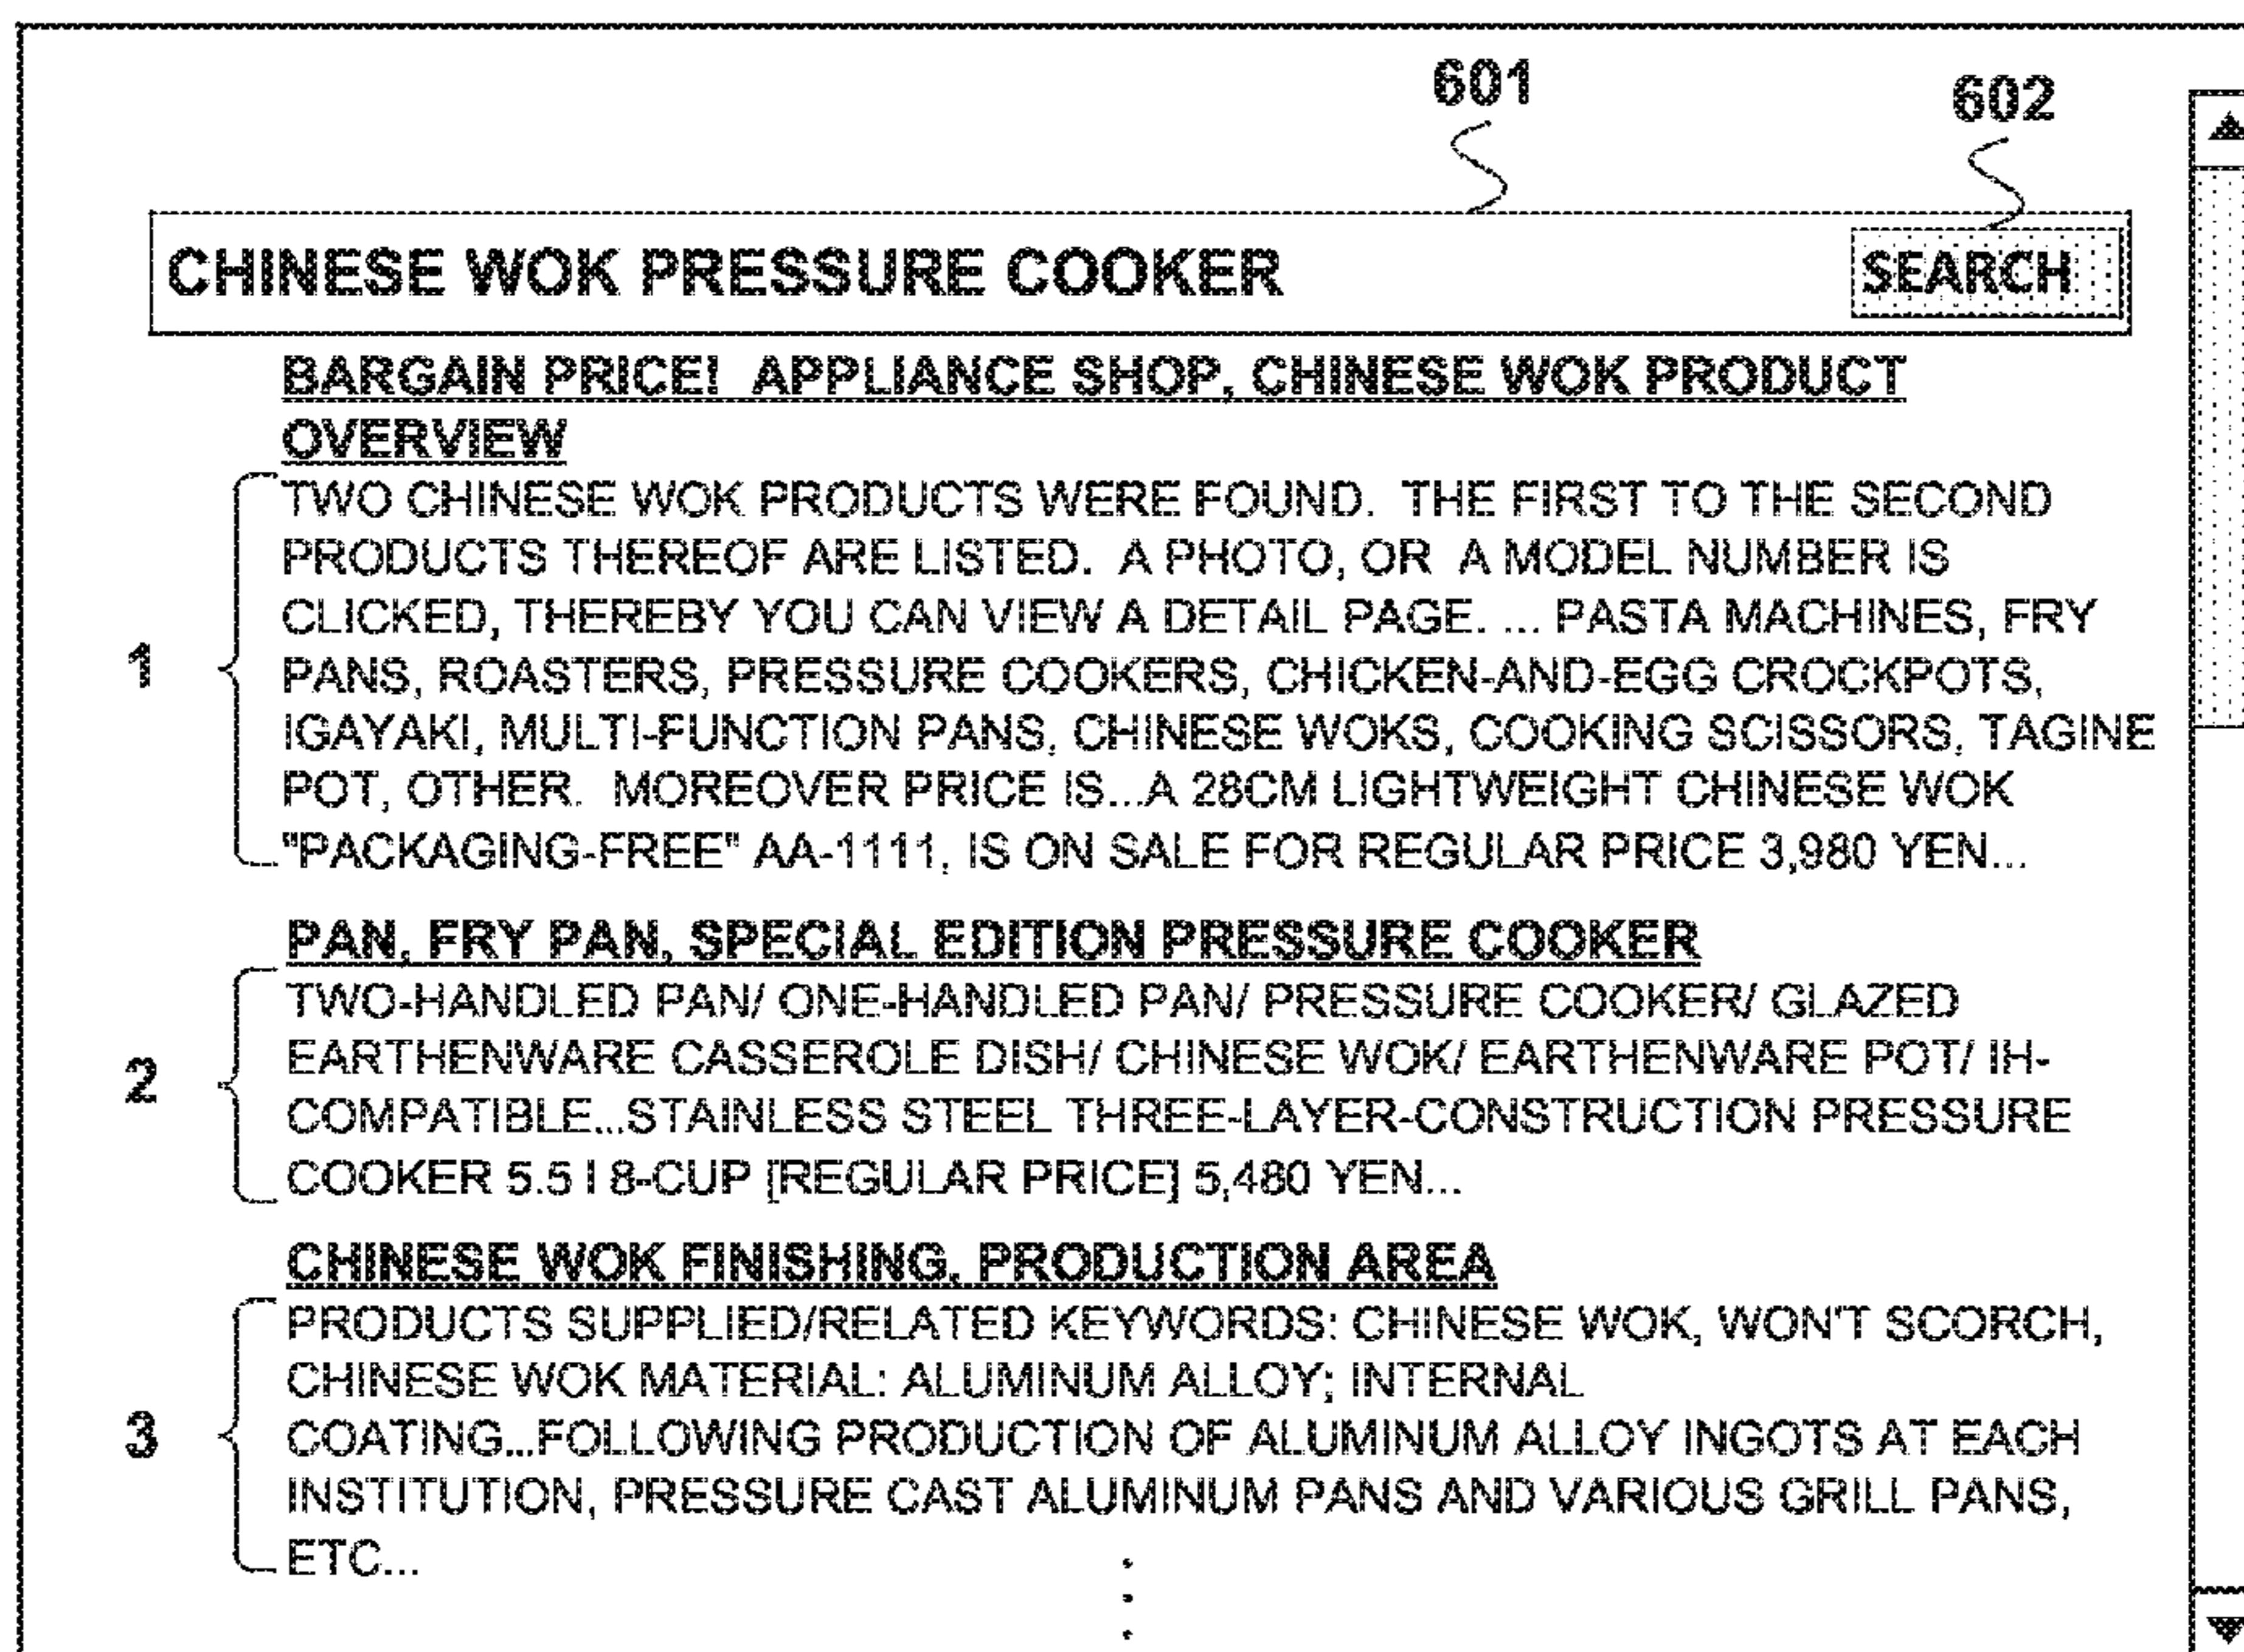 601
602
CHINESE WOK PRESSURE COOKER SEARCH
BARGAIN PRICE! APPLIANCE SHOP, CHINESE WOK PRODUCT
OVERVIEW
TWO CHINESE WOK PRODUCTS WERE FOUND. THE FIRST TO THE SECOND
PRODUCTS THEREOF ARE LISTED. A PHOTO, OR A MODEL NUMBER IS
CLICKED, THEREBY YOU CAN VIEW A DETAIL PAGE. ... PASTA MACHINES, FRY
1 PANS, ROASTERS, PRESSURE COOKERS, CHICKEN-AND-EGG CROCKPOTS,
IGAYAKI, MULTI-FUNCTION PANS, CHINESE WOKS, COOKING SCISSORS, TAGINE
POT, OTHER. MOREOVER PRICE IS...A 28CM LIGHTWEIGHT CHINESE WOK
"PACKAGING-FREE" AA-1111, IS ON SALE FOR REGULAR PRICE 3,980 YEN...
PAN, FRY PAN, SPECIAL EDITION PRESSURE COOKER
TWO-HANDLED PAN/ ONE-HANDLED PAN/ PRESSURE COOKER/ GLAZED
2 EARTHENWARE CASSEROLE DISH/ CHINESE WOK/ EARTHENWARE POT/ IH-
COMPATIBLE...STAINLESS STEEL THREE-LAYER-CONSTRUCTION PRESSURE
COOKER 5.5 l 8-CUP [REGULAR PRICE] 5,480 YEN...
CHINESE WOK FINISHING, PRODUCTION AREA
PRODUCTS SUPPLIED/RELATED KEYWORDS: CHINESE WOK, WON'T SCORCH,
CHINESE WOK MATERIAL: ALUMINUM ALLOY; INTERNAL
3 COATING...FOLLOWING PRODUCTION OF ALUMINUM ALLOY INGOTS AT EACH
INSTITUTION, PRESSURE CAST ALUMINUM PANS AND VARIOUS GRILL PANS,
ETC...